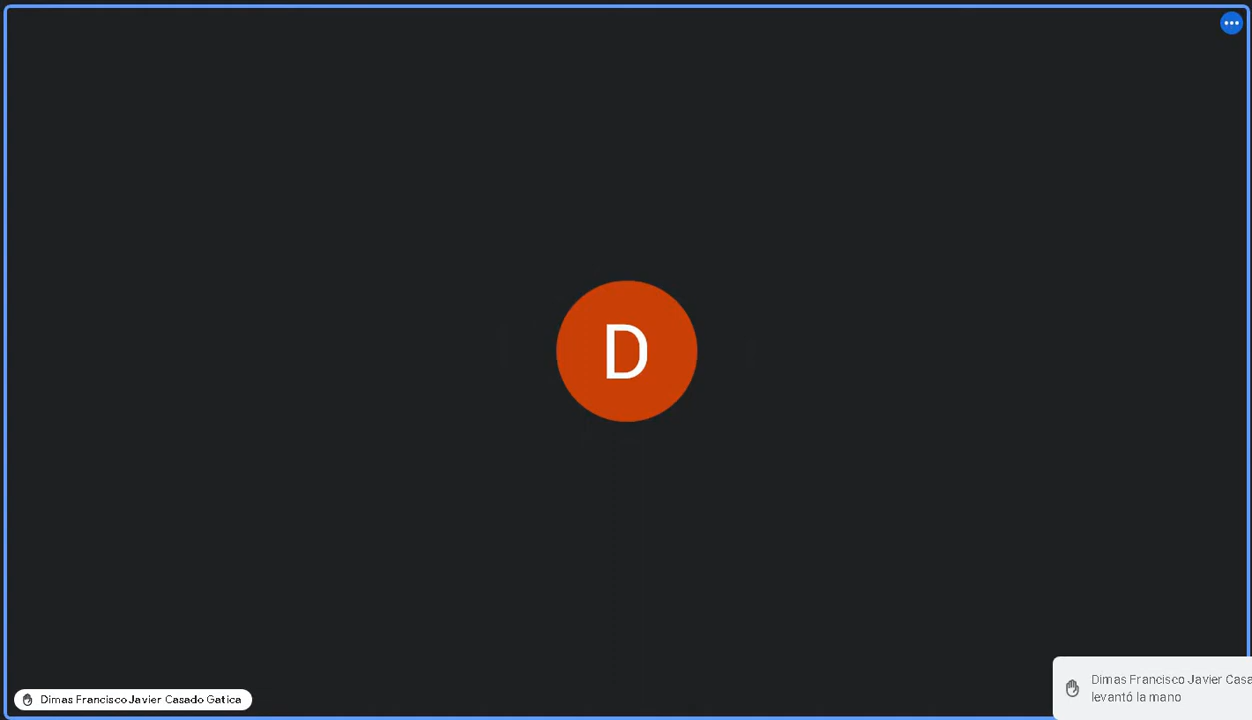 D
Dimas Francisco Javier Casado Gatica
Dimas Francisco Javier Casa
levantó la mano